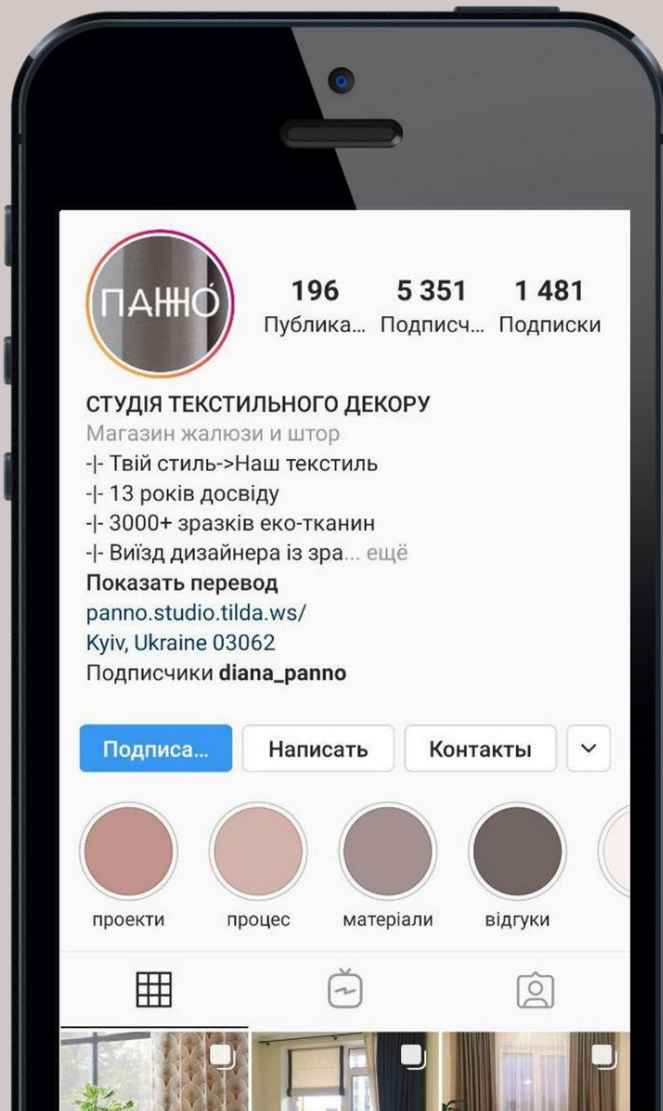 ПАННО́
196 5 351 1 481
Публика... Подписч... Подписки
СТУДІЯ ТЕКСТИЛЬНОГО ДЕКОРУ
Магазин жалюзи и штор
-|- Твій стиль->Наш текстиль
-|- 13 років досвіду
-|- 3000+ зразків еко-тканин
-|- Виїзд дизайнера із зра... ещё
Показать перевод
panno.studio.tilda.ws/
Kyiv, Ukraine 03062
Подписчики diana_panno
Подписа... Написать Контакты
проекти процес матеріали відгуки